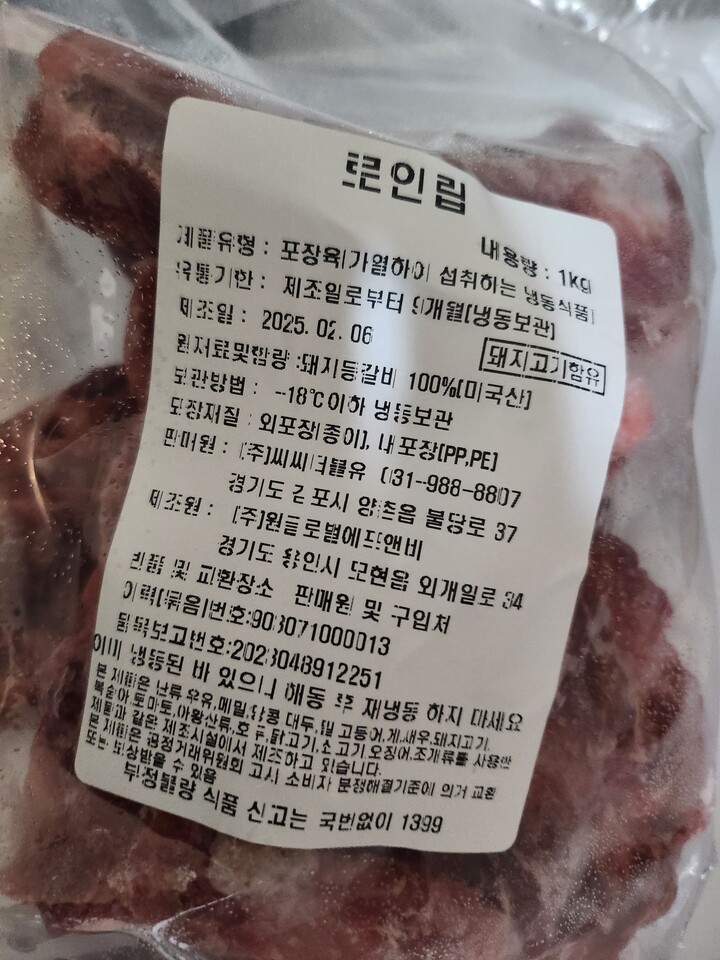 로인립
내용량 : 1Kg
제품유형 : 포장육[가열하여 섭취하는 냉동식품]
유통기한 : 제조일로부터 9개월[냉동보관]
제조일 : 2025. 02. 06
돼지고기함유
원재료및함량 :돼지등갈비 100%[미국산]
보관방법 : -18℃이하 냉동보관
포장재질 : 외포장[종이], 내포장[PP,PE]
판매원 : [주]씨씨더블유 031-988-8807
경기도 김포시 양촌읍 불당로 37
제조원 : [주]원글로벌에프앤비
경기도 용인시 모현읍 외개일로 34
반품 및 교환장소 판매원 및 구입처
이력[묶음]번호:903071000013
품목보고번호:2023048912251
이미 냉동된 바 있으니 해동 후 재냉동 하지 마세요
본 제품은 난류,우유,메밀,땅콩,대두,밀,고등어,게,새우,돼지고기,
복숭아,토마토,아황산류,호두,닭고기,소고기,오징어,조개류를 사용한
제품과 같은 제조시설에서 제조하고 있습니다.
본 제품은 공정거래위원회 고시 소비자 분쟁해결기준에 의거 교환
또는 보상받을 수 있음
부정불량 식품 신고는 국번없이 1399